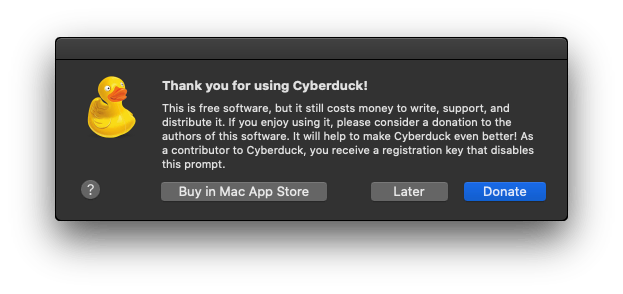 Thank you for using Cyberduck!
This is free software, but it still costs money to write, support, and
distribute it. If you enjoy using it, please consider a donation to the
authors of this software. It will help to make Cyberduck even better! As
a contributor to Cyberduck, you receive a registration key that disables
this prompt.
? Buy in Mac App Store Later Donate